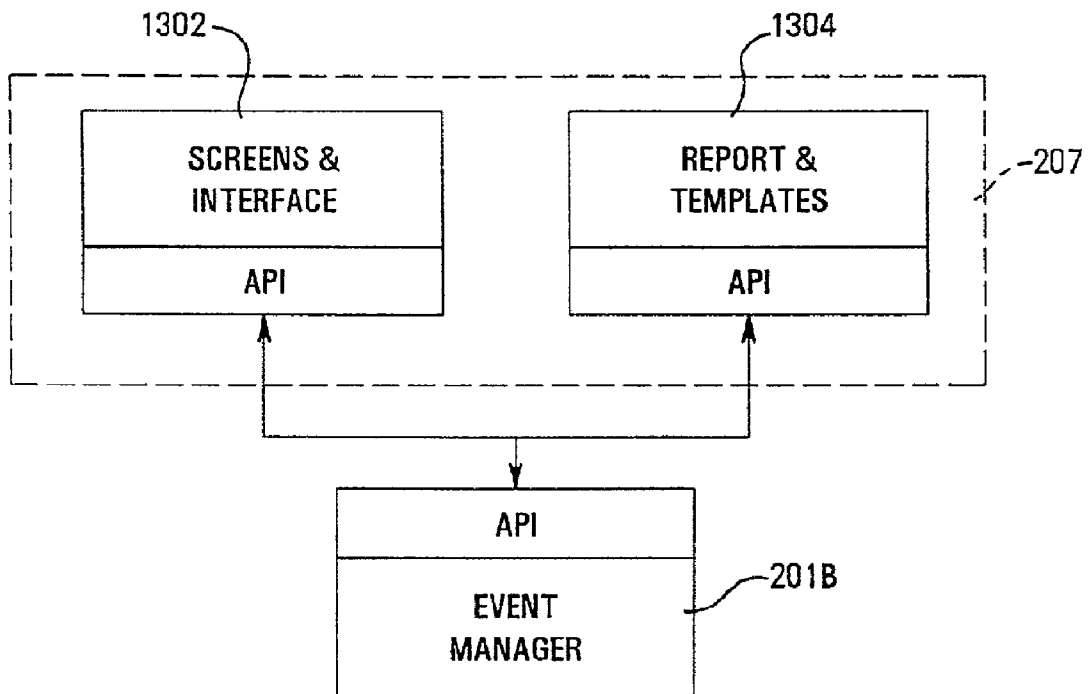 1302
1304
SCREENS &
INTERFACE
REPORT &
TEMPLATES
207
API
API
API
201B
EVENT
MANAGER